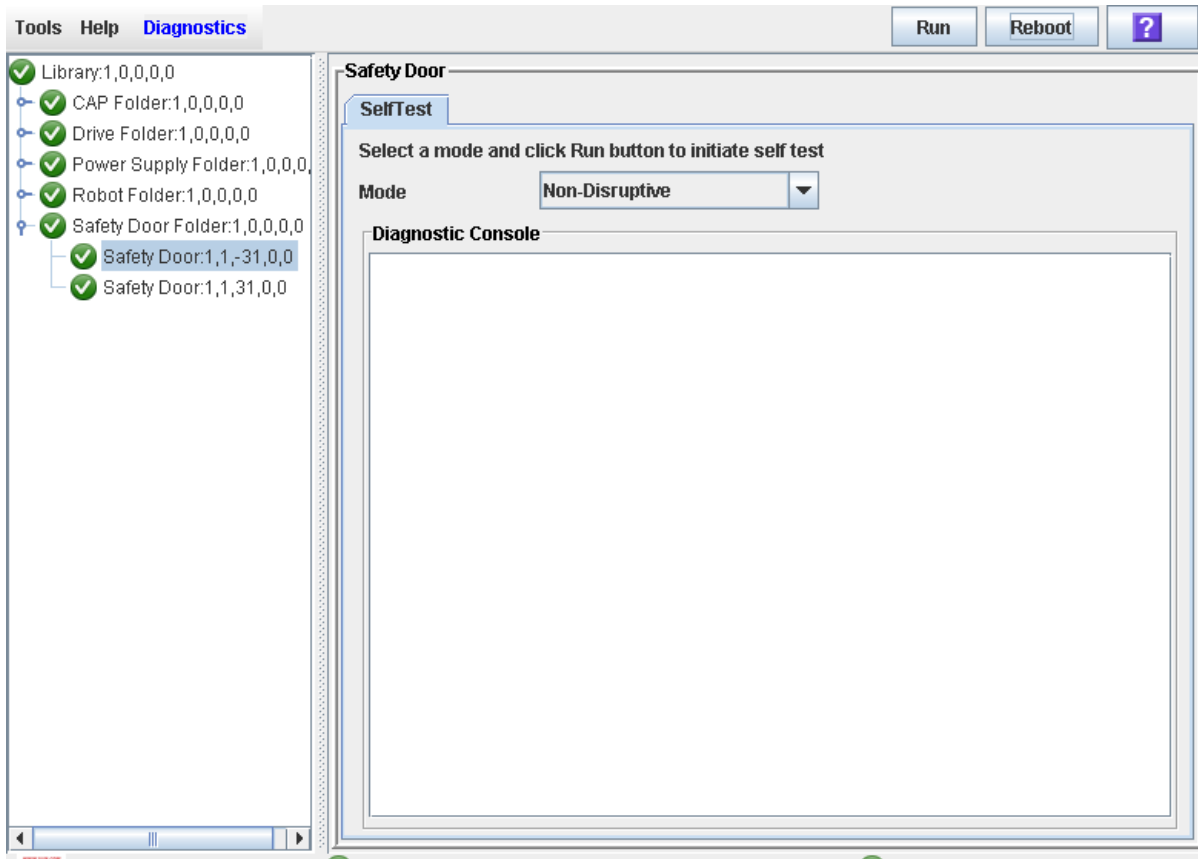 Tools Help Diagnostics Run Reboot ?
Library:1,0,0,0,0
CAP Folder:1,0,0,0,0
Drive Folder:1,0,0,0,0
Power Supply Folder:1,0,0,0,
Robot Folder:1,0,0,0,0
Safety Door Folder:1,0,0,0,0
Safety Door:1,1,-31,0,0
Safety Door:1,1,31,0,0
Safety Door
SelfTest
Select a mode and click Run button to initiate self test
Mode Non-Disruptive
Diagnostic Console